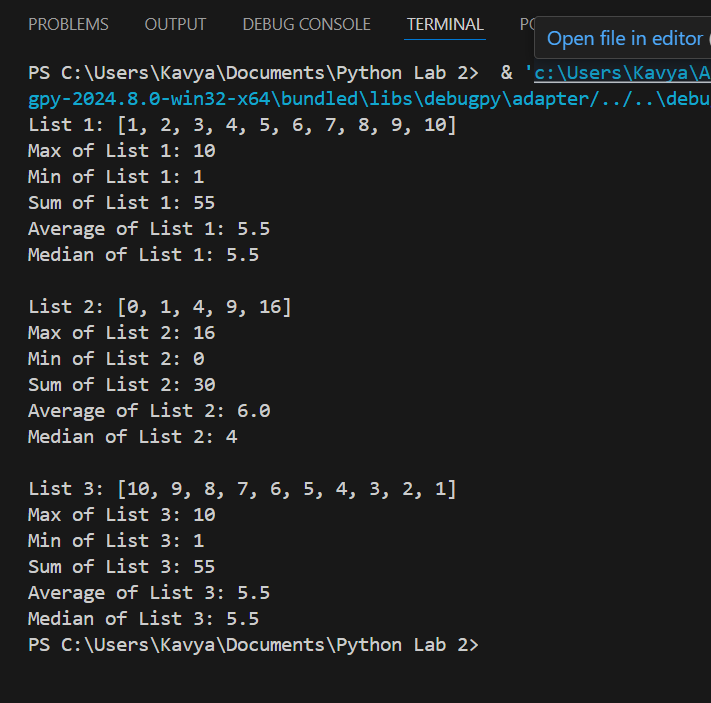 PROBLEMS OUTPUT DEBUG CONSOLE TERMINAL
Open file in editor (
PS C:\Users\Kavya\Documents\Python Lab 2>  & 'c:\Users\Kavya\A
gpy-2024.8.0-win32-x64\bundled\libs\debugpy\adapter/../..\debu
List 1: [1, 2, 3, 4, 5, 6, 7, 8, 9, 10]
Max of List 1: 10
Min of List 1: 1
Sum of List 1: 55
Average of List 1: 5.5
Median of List 1: 5.5

List 2: [0, 1, 4, 9, 16]
Max of List 2: 16
Min of List 2: 0
Sum of List 2: 30
Average of List 2: 6.0
Median of List 2: 4

List 3: [10, 9, 8, 7, 6, 5, 4, 3, 2, 1]
Max of List 3: 10
Min of List 3: 1
Sum of List 3: 55
Average of List 3: 5.5
Median of List 3: 5.5
PS C:\Users\Kavya\Documents\Python Lab 2>